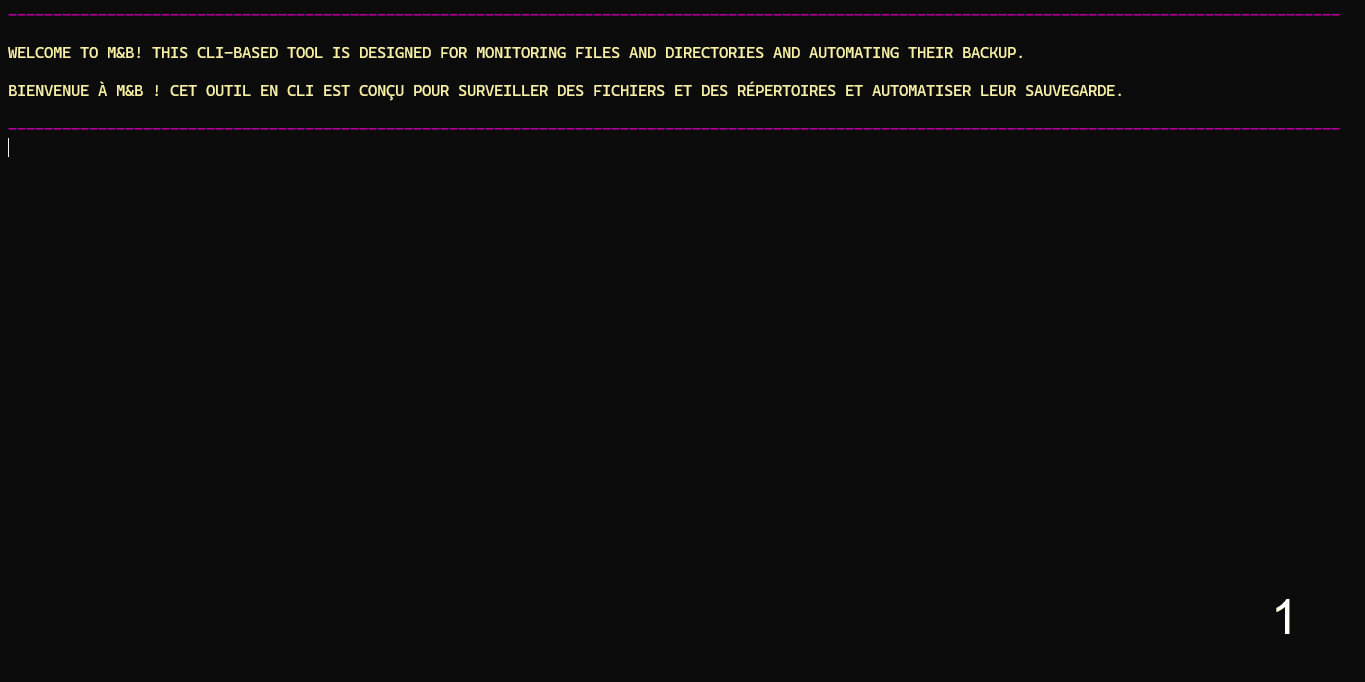 WELCOME TO M&B! THIS CLI-BASED TOOL IS DESIGNED FOR MONITORING FILES AND DIRECTORIES AND AUTOMATING THEIR BACKUP.
BIENVENUE À M&B ! CET OUTIL EN CLI EST CONÇU POUR SURVEILLER DES FICHIERS ET DES RÉPERTOIRES ET AUTOMATISER LEUR SAUVEGARDE.
1